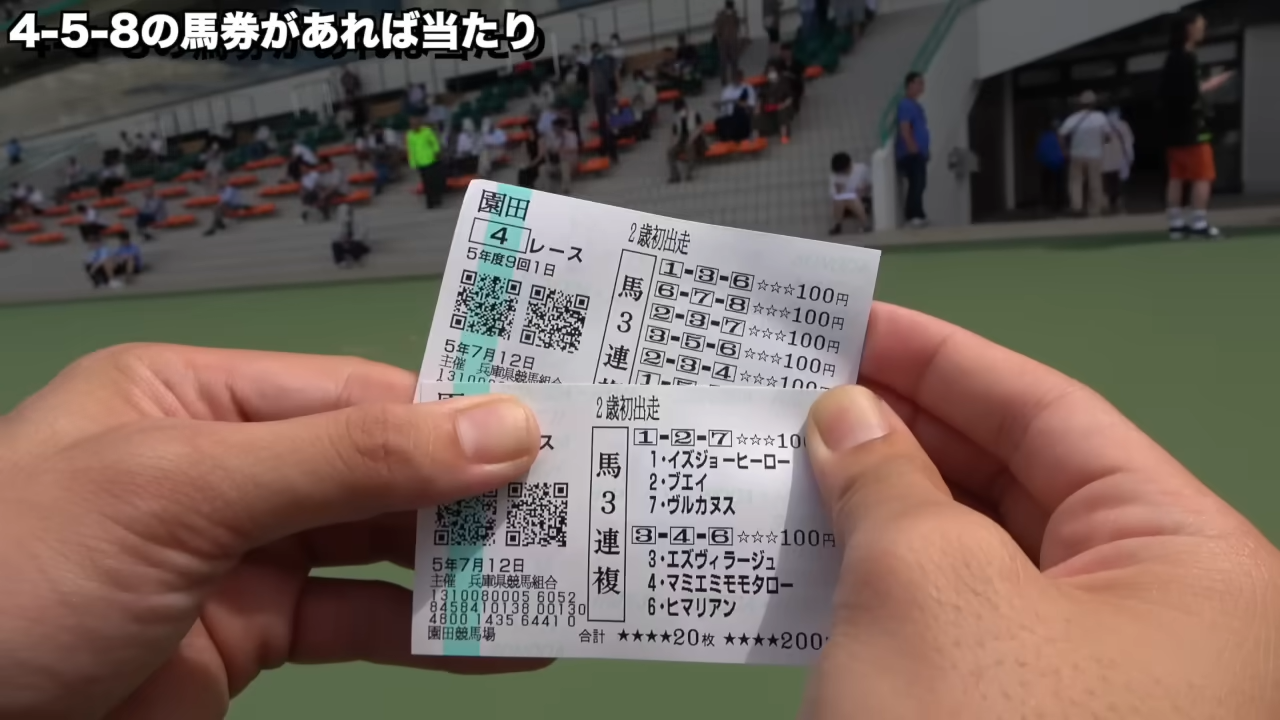 4-5-8の馬券があれば当たり
園田
4 レース
5年度9回1日
5年7月12日
主催 兵庫県競馬組合
2歳初出走
馬3連
1-3-6 ☆☆☆100円
6-7-8 ☆☆☆100円
2-3-7 ☆☆☆100円
3-5-6 ☆☆☆100円
2-3-4 ☆☆☆100
ス
5年7月12日
主催 兵庫県競馬組合
1310080005 6052
8458410138 00130
4800 1435 6441 0
園田競馬場
2歳初出走
馬3連複
1-2-7 ☆☆☆10
1・イズジョーヒーロー
2・ブエイ
7・ヴルカヌス
3-4-6 ☆☆☆100円
3・エズヴィラージュ
4・マミエミモモタロー
6・ヒマリアン
合計 ★★★★20枚 ★★★★200